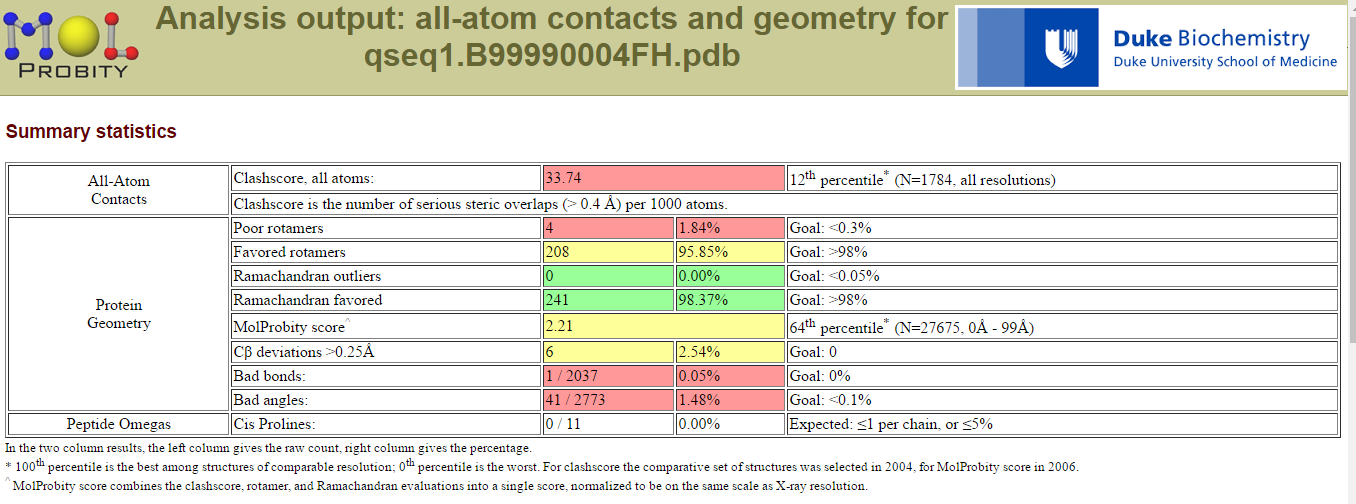 MOL
PROBITY
Analysis output: all-atom contacts and geometry for
qseq1.B99990004FH.pdb
Duke Biochemistry
Duke University School of Medicine
Summary statistics
All-Atom
Contacts
Clashscore, all atoms: 33.74 12th percentile* (N=1784, all resolutions)
Clashscore is the number of serious steric overlaps (> 0.4 Å) per 1000 atoms.
Protein
Geometry
Poor rotamers 4 1.84% Goal: <0.3%
Favored rotamers 208 95.85% Goal: >98%
Ramachandran outliers 0 0.00% Goal: <0.05%
Ramachandran favored 241 98.37% Goal: >98%
MolProbity score^ 2.21 64th percentile* (N=27675, 0Å - 99Å)
Cβ deviations >0.25Å 6 2.54% Goal: 0
Bad bonds: 1 / 2037 0.05% Goal: 0%
Bad angles: 41 / 2773 1.48% Goal: <0.1%
Peptide Omegas Cis Prolines: 0 / 11 0.00% Expected: ≤1 per chain, or ≤5%
In the two column results, the left column gives the raw count, right column gives the percentage.
* 100th percentile is the best among structures of comparable resolution; 0th percentile is the worst. For clashscore the comparative set of structures was selected in 2004, for MolProbity score in 2006.
^ MolProbity score combines the clashscore, rotamer, and Ramachandran evaluations into a single score, normalized to be on the same scale as X-ray resolution.